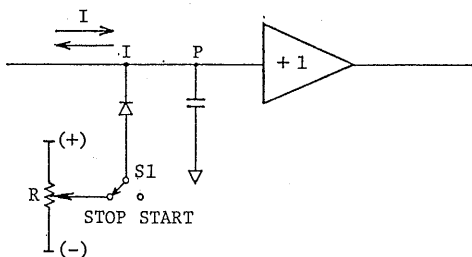 I
I P
+1
(+)
S1
R
STOP START
(-)